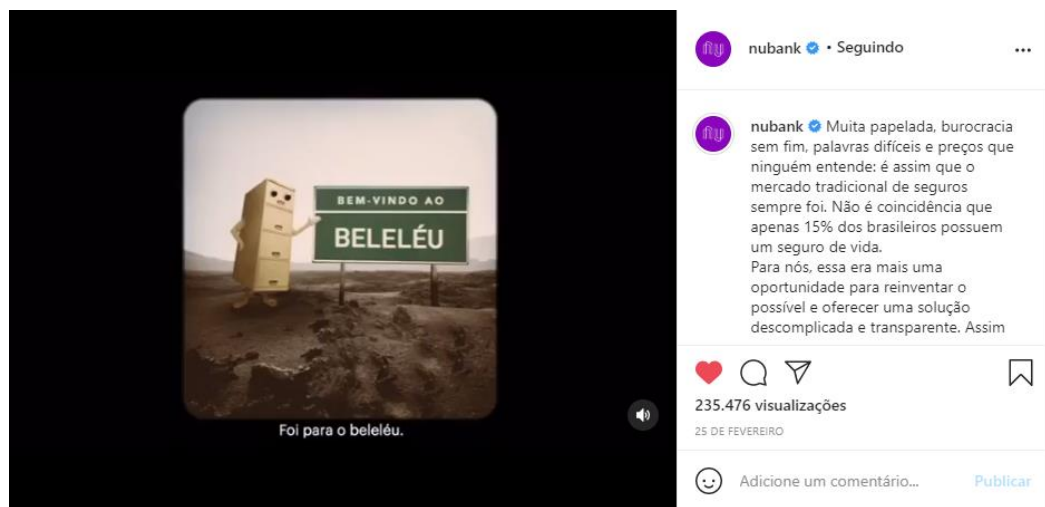 BEM-VINDO AO
BELELÉU
Foi para o beleléu.
nu
nubank • Seguindo
nu
nubank Muita papelada, burocracia
sem fim, palavras difíceis e preços que
ninguém entende: é assim que o
mercado tradicional de seguros
sempre foi. Não é coincidência que
apenas 15% dos brasileiros possuem
um seguro de vida.
Para nós, essa era mais uma
oportunidade para reinventar o
possível e oferecer uma solução
descomplicada e transparente. Assim
235.476 visualizações
25 DE FEVEREIRO
Adicione um comentário... Publicar